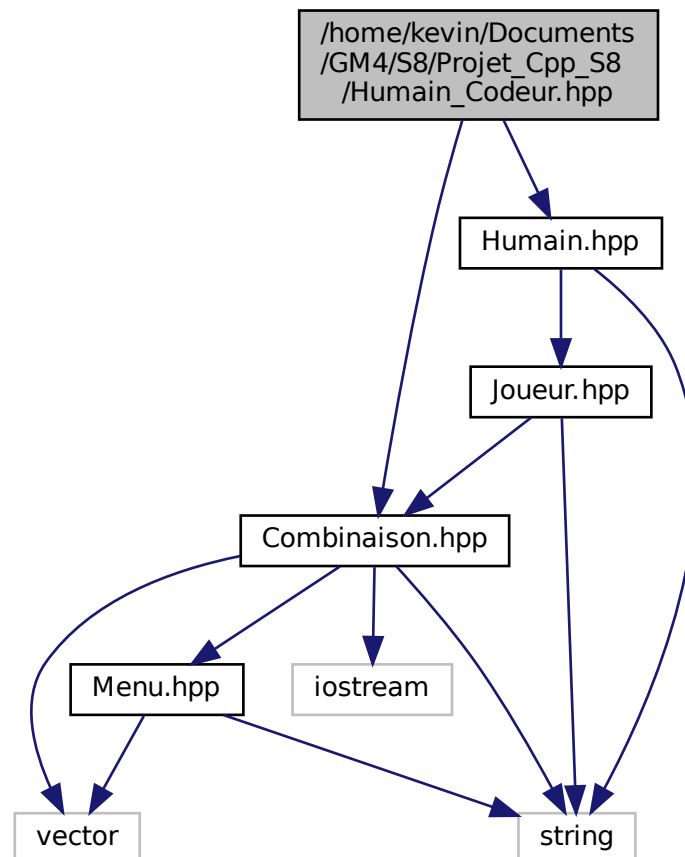 /home/kevin/Documents
/GM4/S8/Projet_Cpp_S8
/Humain_Codeur.hpp
Humain.hpp
Joueur.hpp
Combinaison.hpp
Menu.hpp
iostream
vector
string